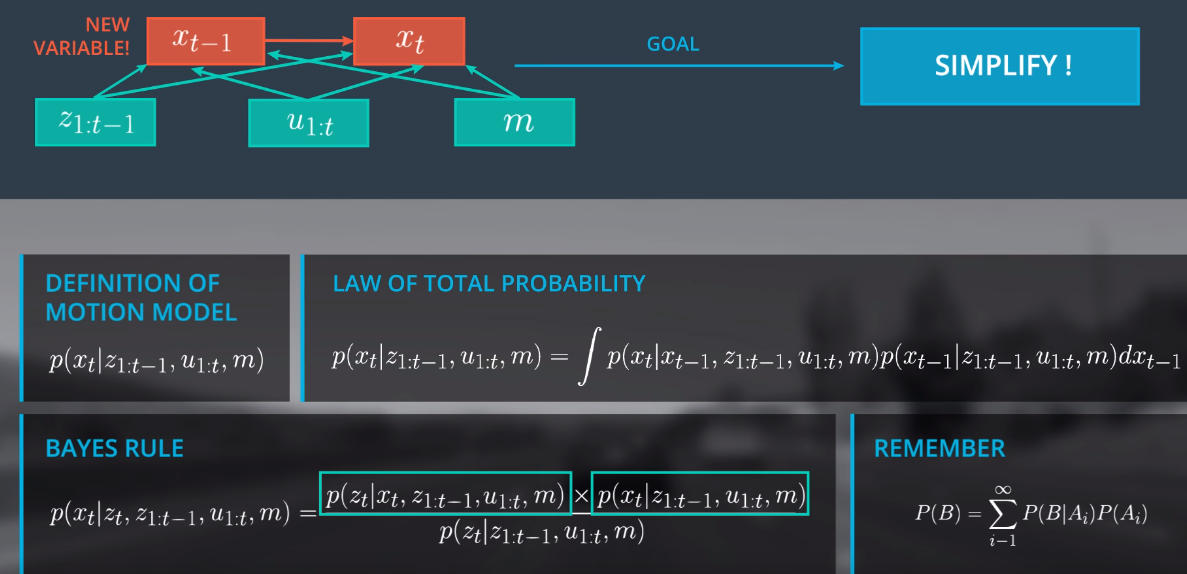 NEW
VARIABLE!
x_{t−1}
x_t
GOAL
SIMPLIFY !
z_{1:t−1}
u_{1:t}
m
DEFINITION OF
MOTION MODEL
p(x_t|z_{1:t−1}, u_{1:t}, m)
LAW OF TOTAL PROBABILITY
p(x_t|z_{1:t−1}, u_{1:t}, m) = ∫ p(x_t|x_{t−1}, z_{1:t−1}, u_{1:t}, m)p(x_{t−1}|z_{1:t−1}, u_{1:t}, m)dx_{t−1}
BAYES RULE
p(x_t|z_t, z_{1:t−1}, u_{1:t}, m) =
p(z_t|x_t, z_{1:t−1}, u_{1:t}, m) × p(x_t|z_{1:t−1}, u_{1:t}, m)
p(z_t|z_{1:t−1}, u_{1:t}, m)
REMEMBER
P(B) = ∑_{i−1}^{∞} P(B|A_i)P(A_i)